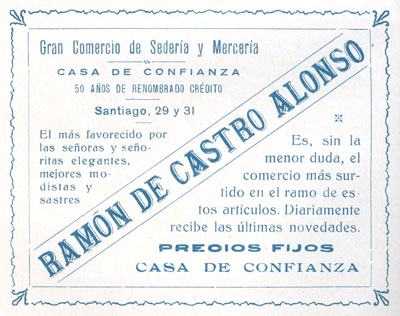 Gran Comercio de Sedería y Mercería
CASA DE CONFIANZA
50 AÑOS DE RENOMBRADO CRÉDITO
Santiago, 29 y 31
El más favorecido por
las señoras y seño-
ritas elegantes,
mejores mo-
distas y
sastres
RAMÓN DE CASTRO ALONSO
Es, sin la
menor duda, el
comercio más sur-
tido en el ramo de es-
tos artículos. Diariamente
recibe las últimas novedades.
PRECIOS FIJOS
CASA DE CONFIANZA